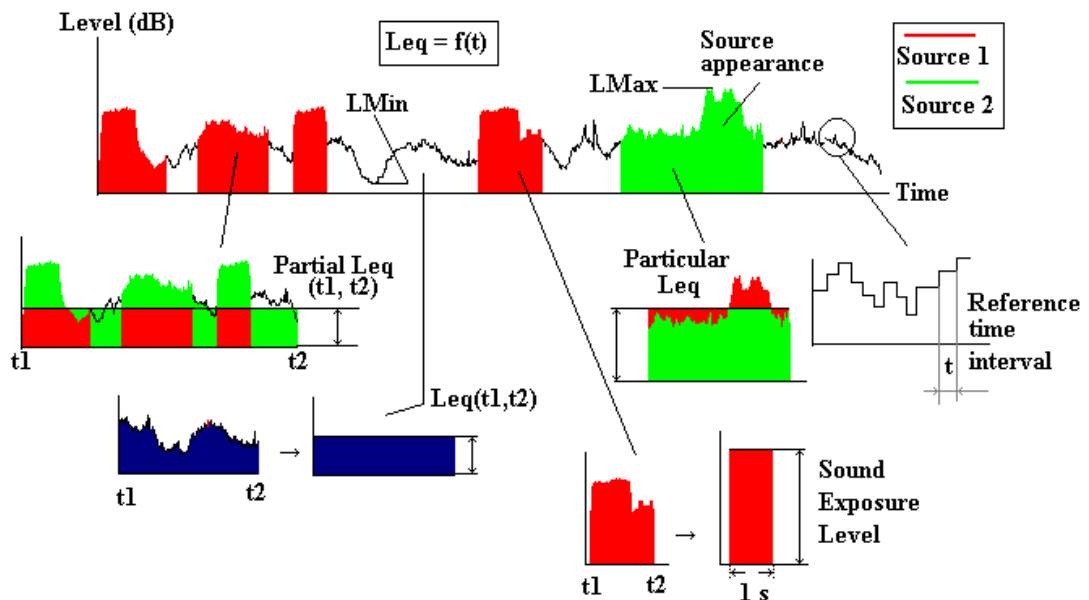 Level (dB)
Leq = f(t)
Source
appearance
Source 1
Source 2
LMax
LMin
Time
Partial Leq
(t1, t2)
t1
t2
Particular
Leq
Reference
time
interval
t
Leq(t1,t2)
t1
t2
Sound
Exposure
Level
t1
t2
1 s